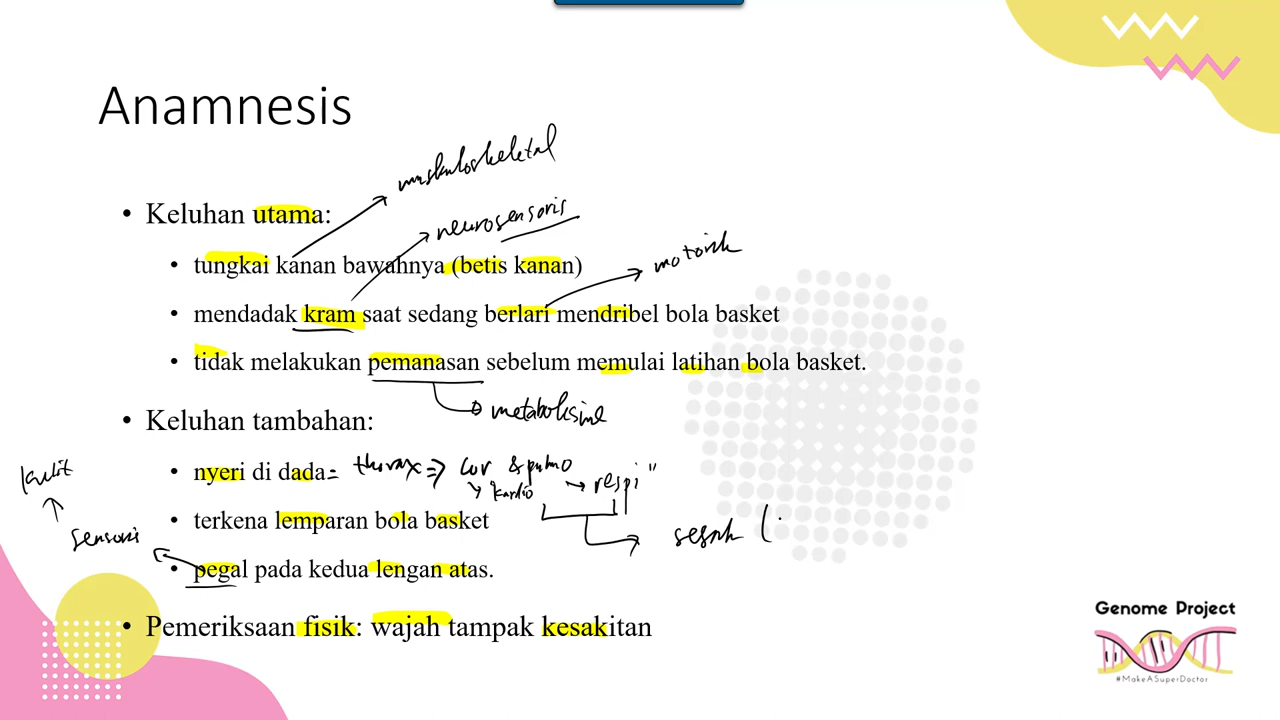 Anamnesis
muskuloskeletal
• Keluhan utama:
neurosensoris
• tungkai kanan bawahnya (betis kanan)
motorik
• mendadak kram saat sedang berlari mendribel bola basket
• tidak melakukan pemanasan sebelum memulai latihan bola basket.
metabolisme
• Keluhan tambahan:
kulit
• nyeri di dada = thorax => cor & pulmo
kardio
respi"
• terkena lemparan bola basket
sensoris
sesak (
• pegal pada kedua lengan atas.
• Pemeriksaan fisik: wajah tampak kesakitan
Genome Project
#MakeASuperDoctor